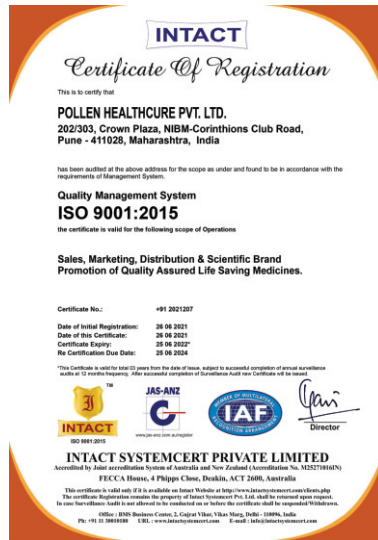 INTACT
Certificate Of Registration
This is to certify that
POLLEN HEALTHCURE PVT. LTD.
202/303, Crown Plaza, NIBM-Corinthions Club Road,
Pune - 411028, Maharashtra, India
has been audited at the above address for the scope as under and found to be in accordance with the
requirements of Management System.
Quality Management System
ISO 9001:2015
the certificate is valid for the following scope of Operations
Sales, Marketing, Distribution & Scientific Brand
Promotion of Quality Assured Life Saving Medicines.
Certificate No.: +91 2021207
Date of Initial Registration: 26 06 2021
Date of this Certificate: 26 06 2021
Certificate Expiry: 25 06 2022*
Re Certification Due Date: 25 06 2024
*This Certificate is valid for total 03 years from the date of issue, subject to successful completion of annual surveillance
audits at 12 months frequency. After successful completion of Surveillance Audit new Certificate will be issued.
TM
INTACT
ISO 9001:2015
JAS-ANZ
www.jas-anz.com.au/register
MEMBER OF MULTILATERAL
IAF
RECOGNITION ARRANGEMENT
Director
INTACT SYSTEMCERT PRIVATE LIMITED
Accredited by Joint accreditation System of Australia and New Zealand (Accreditation No. M25271016IN)
FECCA House, 4 Phipps Close, Deakin, ACT 2600, Australia
This certificate is valid only if it is available on Intact Website at http://www.intactsystemcert.com/clients.php
The certificate Registration remains the property of Intact Systemcert Pvt. Ltd. shall be returned upon request.
In case Surveillance Audit is not allowed to be conducted on or before the certificate shall be suspended/Withdrawn.
Office : BMS Business Center, 2, Gujrat Vihar, Vikas Marg, Delhi - 110096, India
Ph: +91 11 30010180 URL : www.intactsystemcert.com E-mail : info@intactsystemcert.com